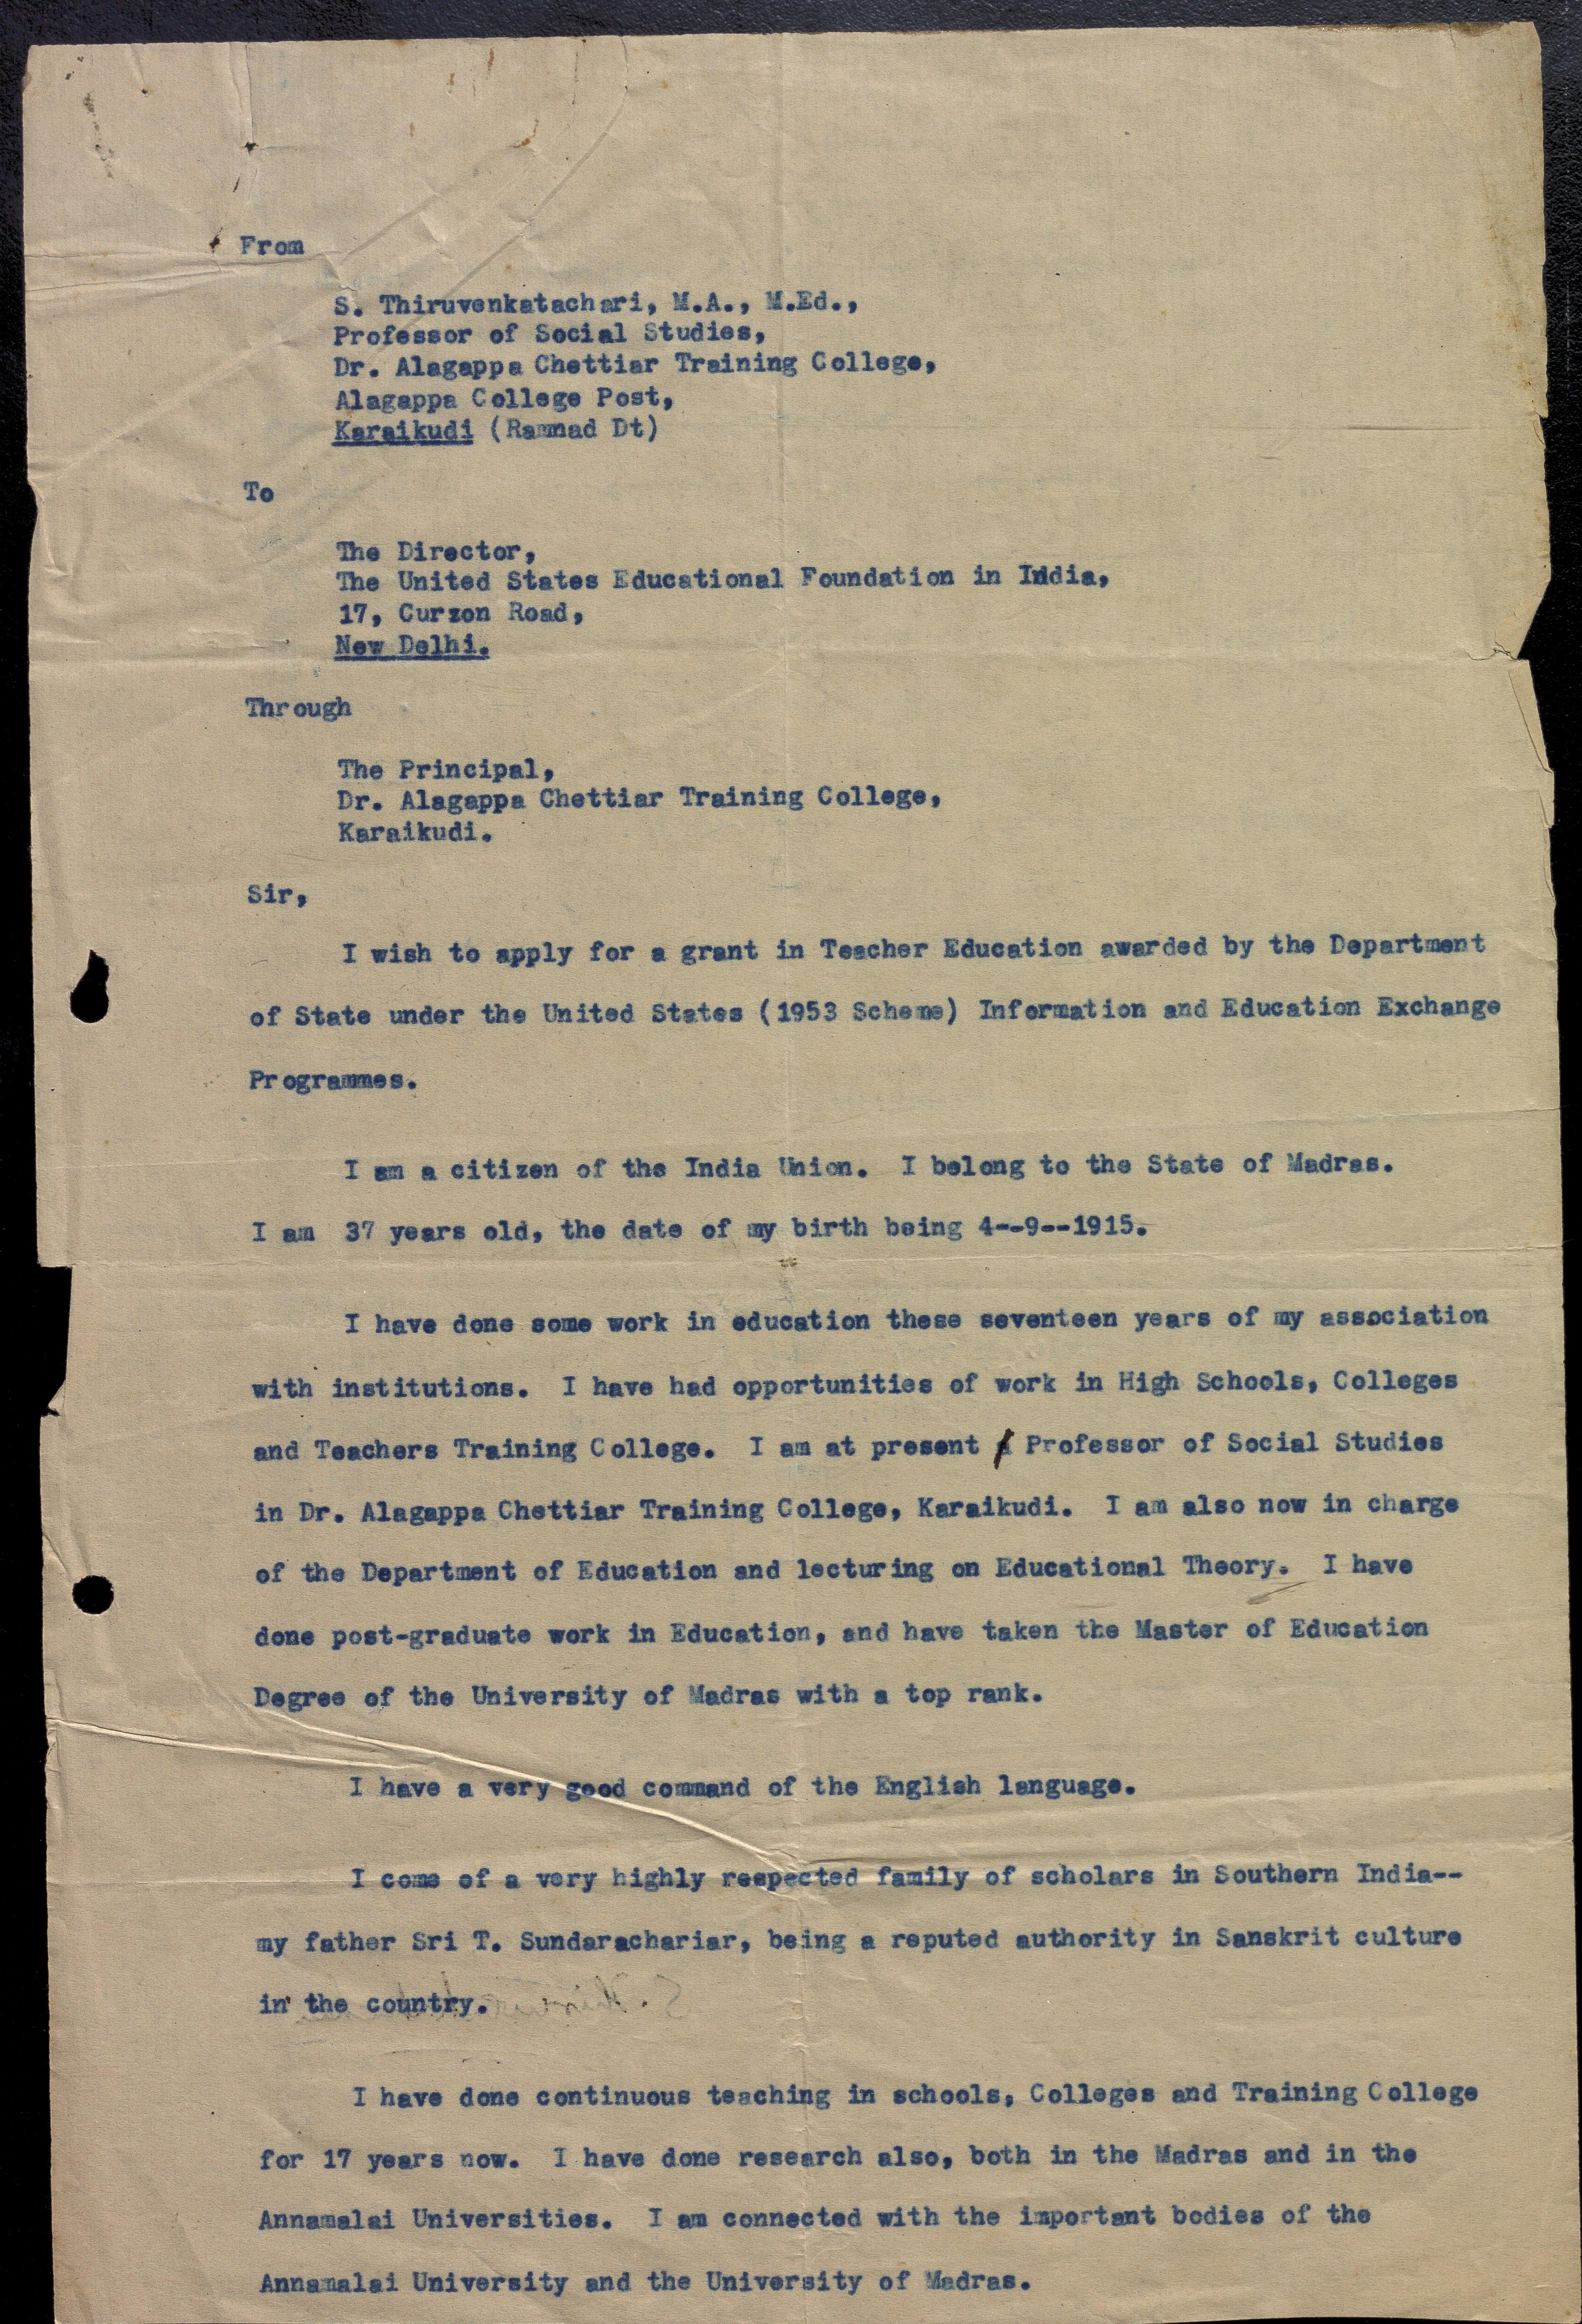 From
S. Thiruvenkatachari, M.A., M.Ed.,
Professor of Social Studies,
Dr. Alagappa Chettiar Training College,
Alagappa College Post,
Karaikudi (Ramnad Dt)
To
The Director,
The United States Educational Foundation in India,
17, Curzon Road,
New Delhi.
Through
The Principal,
Dr. Alagappa Chettiar Training College,
Karaikudi.
Sir,
I wish to apply for a grant in Teacher Education awarded by the Department
of State under the United States (1953 Scheme) Information and Education Exchange
Programmes.
I am a citizen of the India Union. I belong to the State of Madras.
I am 37 years old, the date of my birth being 4--9--1915.
I have done some work in education these seventeen years of my association
with institutions. I have had opportunities of work in High Schools, Colleges
and Teachers Training College. I am at present Professor of Social Studies
in Dr. Alagappa Chettiar Training College, Karaikudi. I am also now in charge
of the Department of Education and lecturing on Educational Theory. I have
done post-graduate work in Education, and have taken the Master of Education
Degree of the University of Madras with a top rank.
I have a very good command of the English language.
I come of a very highly respected family of scholars in Southern India--
my father Sri T. Sundarachariar, being a reputed authority in Sanskrit culture
in the country.
I have done continuous teaching in schools, Colleges and Training College
for 17 years now. I have done research also, both in the Madras and in the
Annamalai Universities. I am connected with the important bodies of the
Annamalai University and the University of Madras.